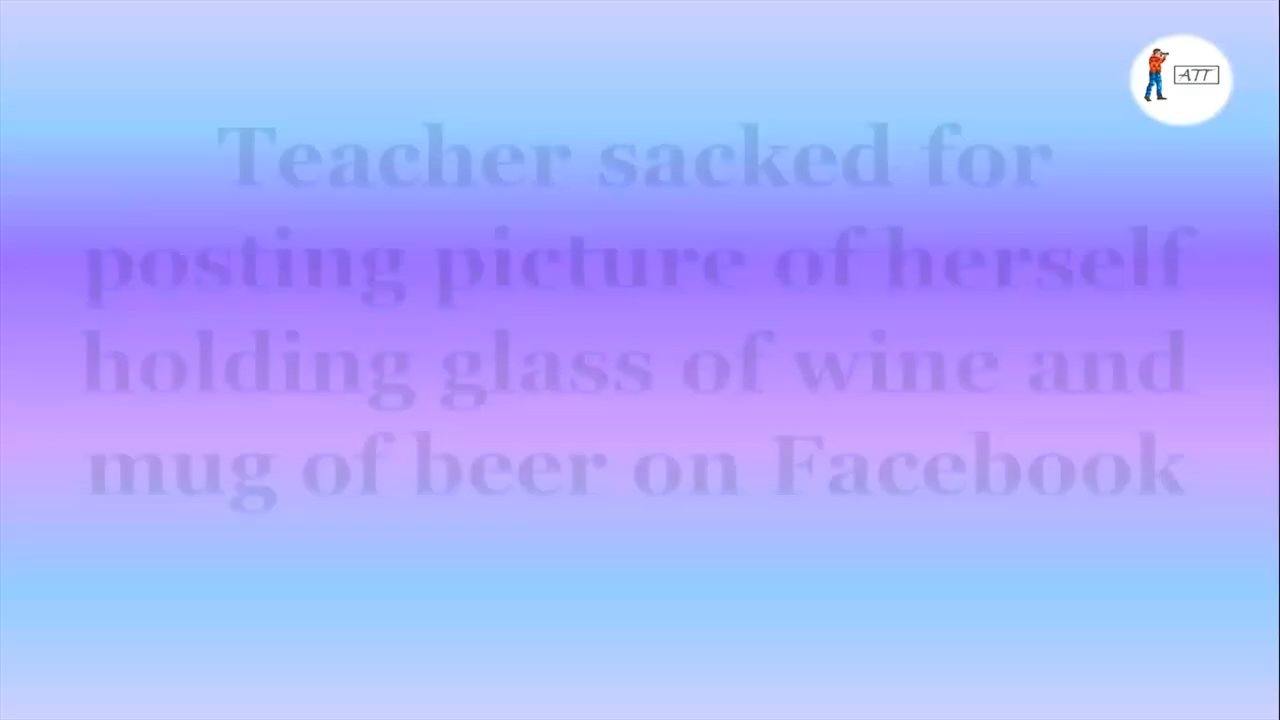 ATT
Teacher sacked for
posting picture of herself
holding glass of wine and
mug of beer on Facebook